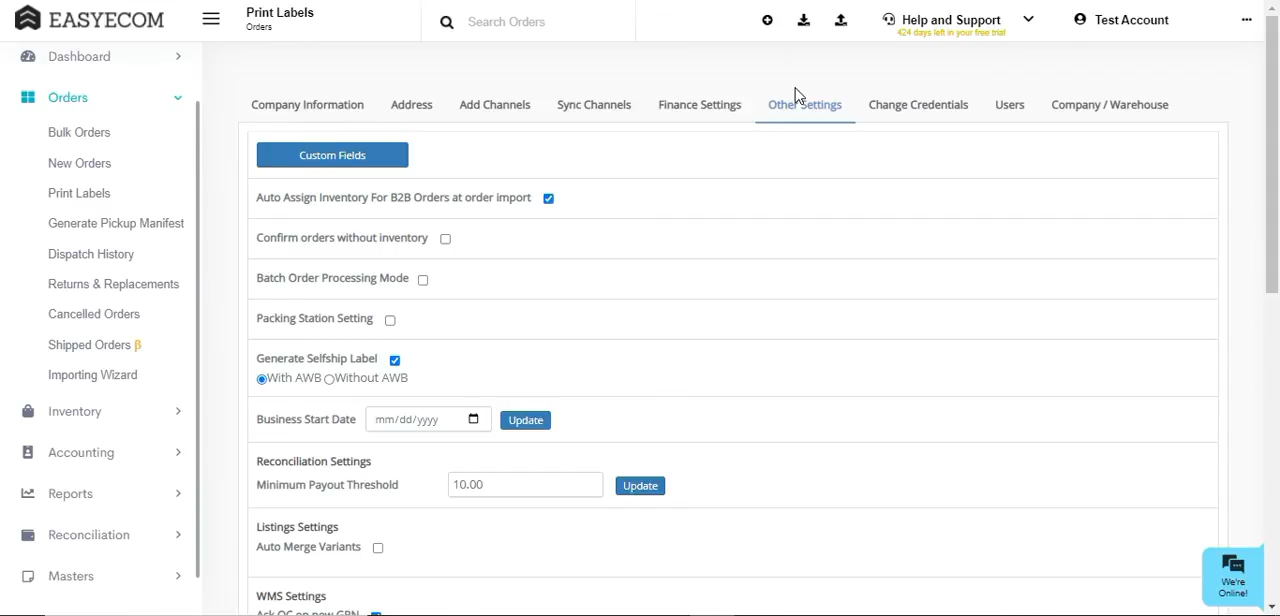 EASYECOM
Print Labels
Orders
Search Orders
Help and Support
424 days left in your free trial
Test Account
Dashboard
Orders
Bulk Orders
New Orders
Print Labels
Generate Pickup Manifest
Dispatch History
Returns & Replacements
Cancelled Orders
Shipped Orders β
Importing Wizard
Inventory
Accounting
Reports
Reconciliation
Masters
Company Information
Address
Add Channels
Sync Channels
Finance Settings
Other Settings
Change Credentials
Users
Company / Warehouse
Custom Fields
Auto Assign Inventory For B2B Orders at order import
Confirm orders without inventory
Batch Order Processing Mode
Packing Station Setting
Generate Selfship Label
With AWB Without AWB
Business Start Date mm/dd/yyyy Update
Reconciliation Settings
Minimum Payout Threshold 10.00 Update
Listings Settings
Auto Merge Variants
WMS Settings
Ask QC on new GRN
We're
Online!